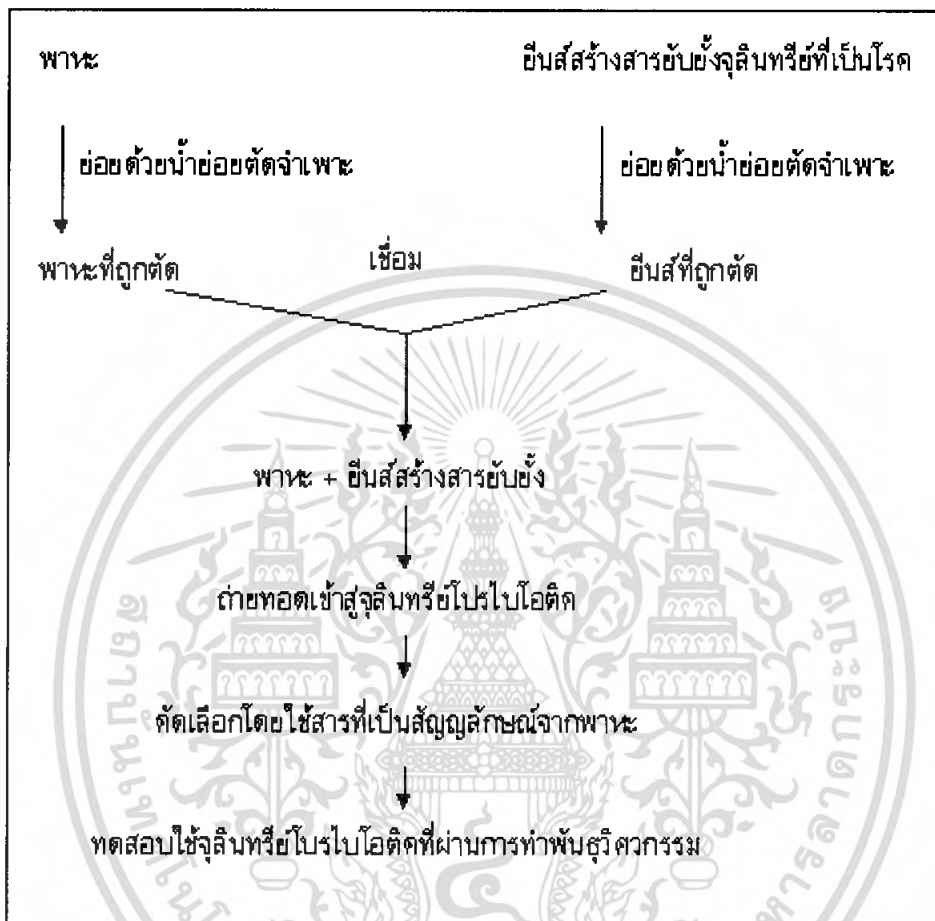 พาหะ
ยีนส์สร้างสารยับยั้งจุลินทรีย์ที่เป็นโรค
ย่อยด้วยน้ำย่อยตัดจำเพาะ
ย่อยด้วยน้ำย่อยตัดจำเพาะ
พาหะที่ถูกตัด
เชื่อม
ยีนส์ที่ถูกตัด
พาหะ + ยีนส์สร้างสารยับยั้ง
ถ่ายทอดเข้าสู่จุลินทรีย์โปรไบโอติค
คัดเลือกโดยใช้สารที่เป็นสัญญลักษณ์จากพาหะ
ทดสอบใช้จุลินทรีย์โปรไบโอติคที่ผ่านการทำพันธุวิศวกรรม